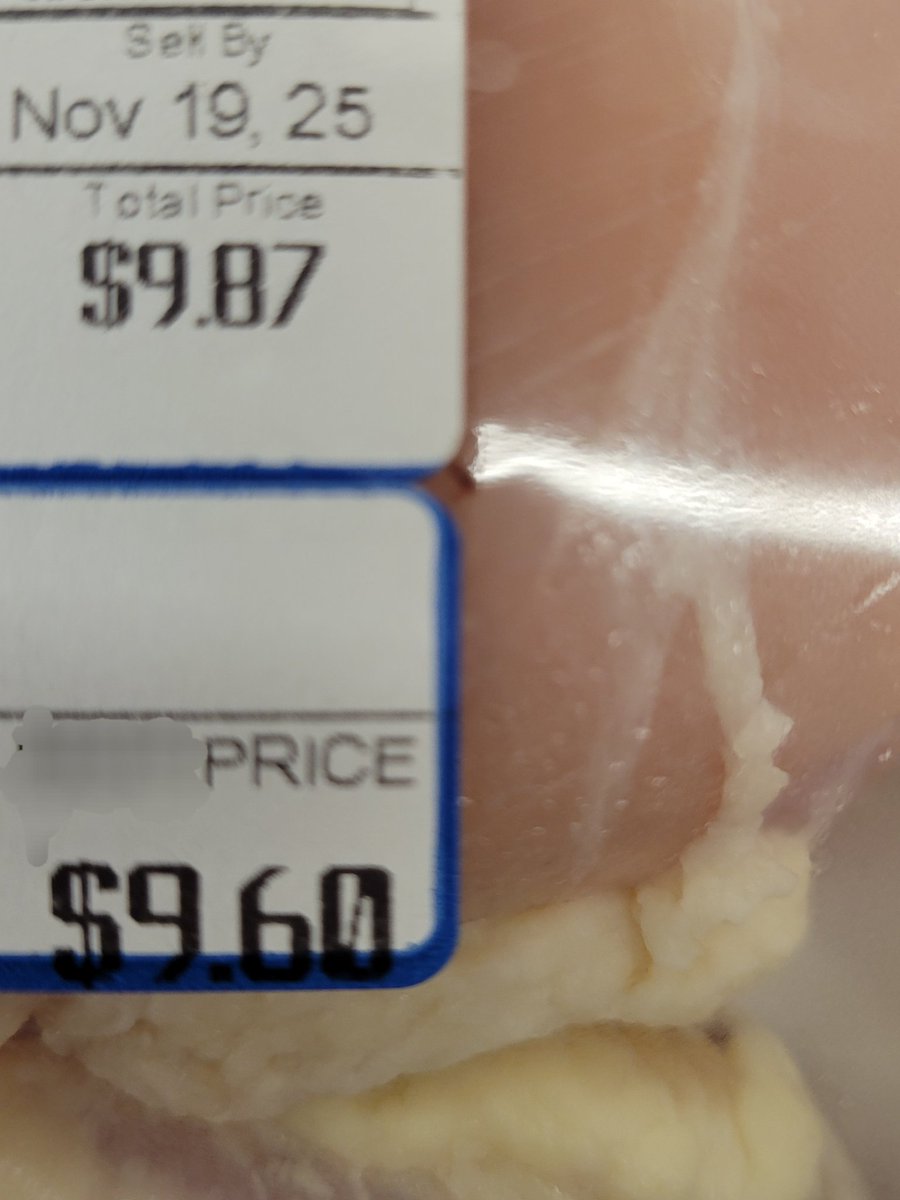 Sell By
Nov 19, 25
Total Price
$9.87
PRICE
$9.60